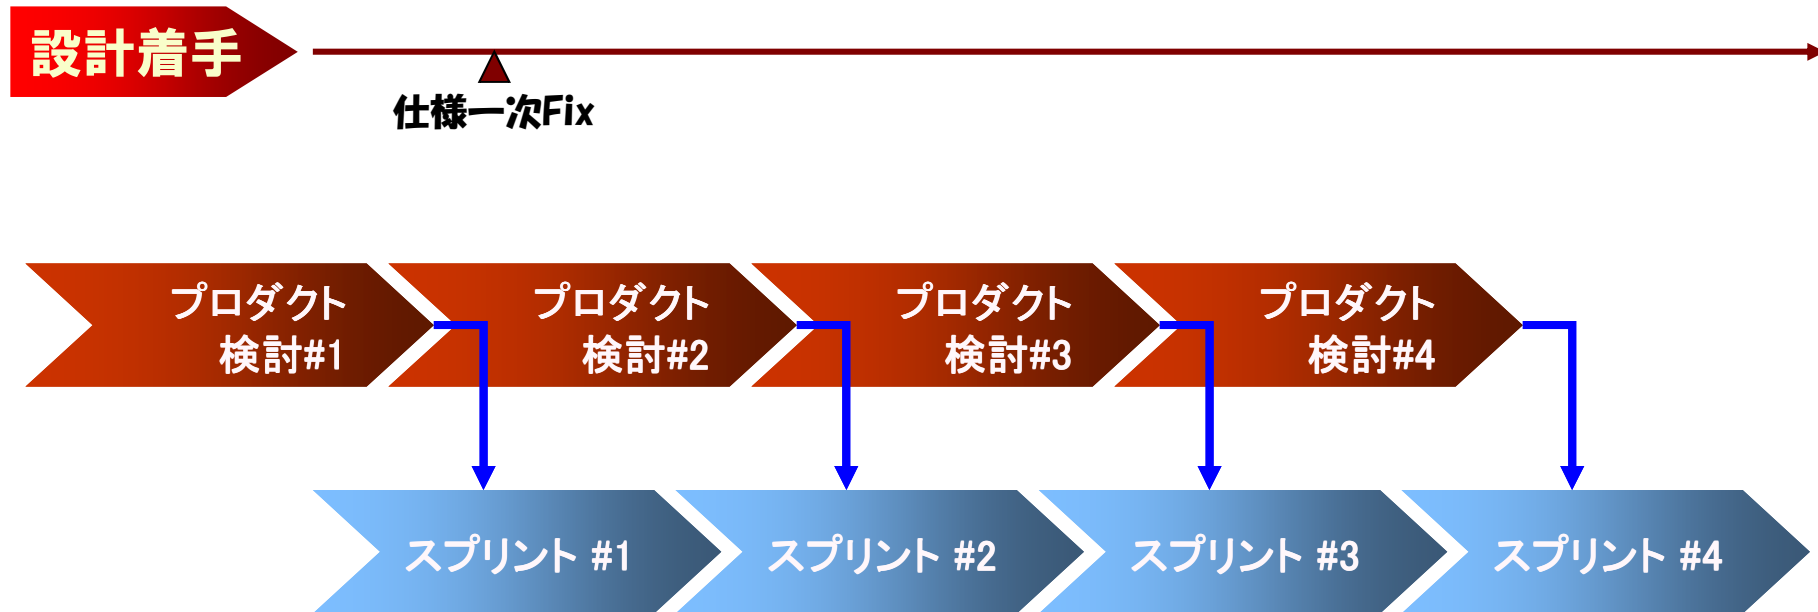 設計着手
仕様一次Fix
プロダクト
検討#1
プロダクト
検討#2
プロダクト
検討#3
プロダクト
検討#4
スプリント #1
スプリント #2
スプリント #3
スプリント #4